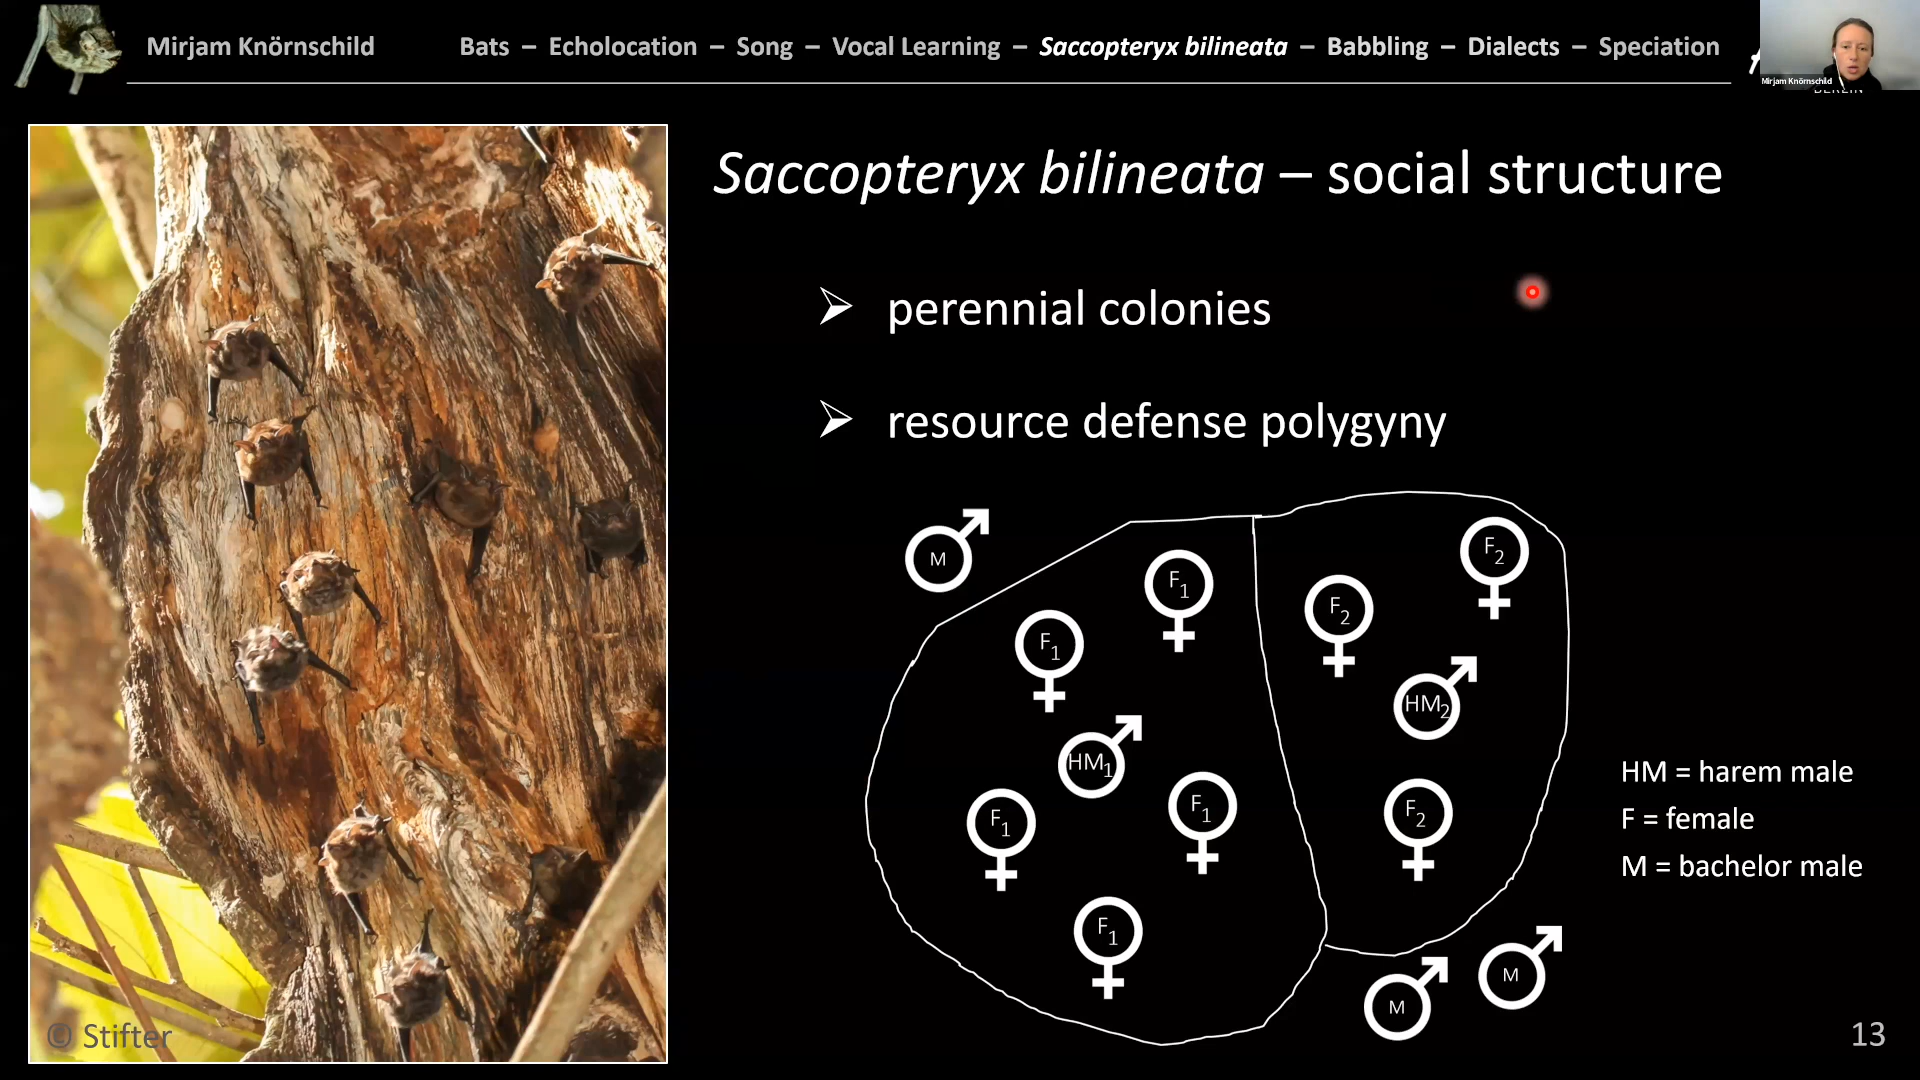 Mirjam Knörnschild
Bats – Echolocation – Song – Vocal Learning – Saccopteryx bilineata – Babbling – Dialects – Speciation
Mirjam Knörnschild
Saccopteryx bilineata – social structure
➢ perennial colonies
➢ resource defense polygyny
M
F1
F1
HM1
F1
F1
F1
F2
F2
HM2
F2
M
M
HM = harem male
F = female
M = bachelor male
© Stifter
13